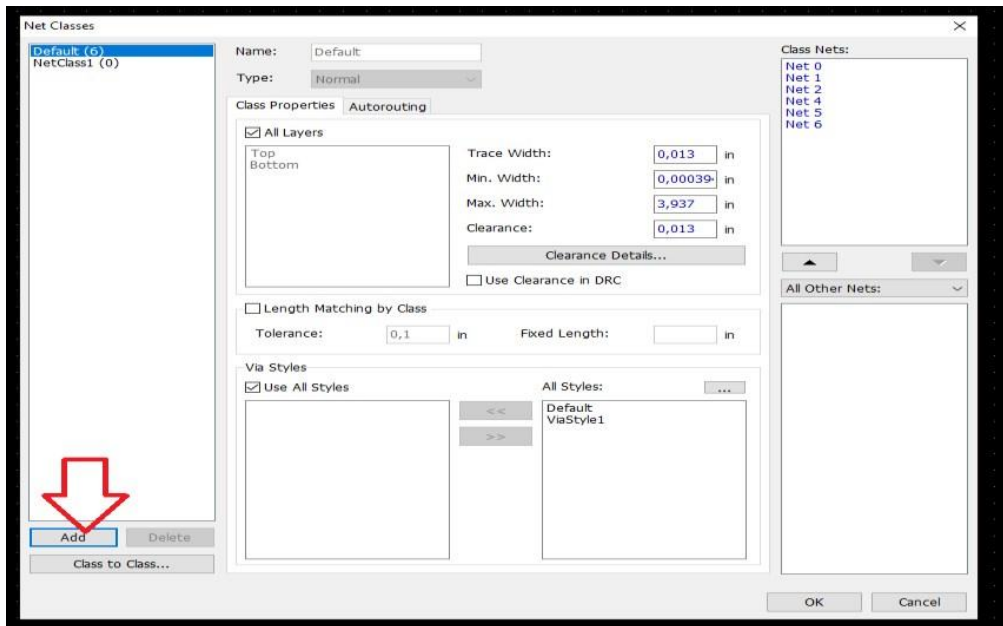 Net Classes
Default (6)
NetClass1 (0)
Add
Delete
Class to Class...
Name:
Default
Type:
Normal
Class Properties
Autorouting
All Layers
Top
Bottom
Trace Width:
0,013
in
Min. Width:
0,00039
in
Max. Width:
3,937
in
Clearance:
0,013
in
Clearance Details...
Use Clearance in DRC
Length Matching by Class
Tolerance:
0,1
in
Fixed Length:
in
Via Styles
Use All Styles
<<
>>
All Styles:
...
Default
ViaStyle1
Class Nets:
Net 0
Net 1
Net 2
Net 4
Net 5
Net 6
All Other Nets:
OK
Cancel